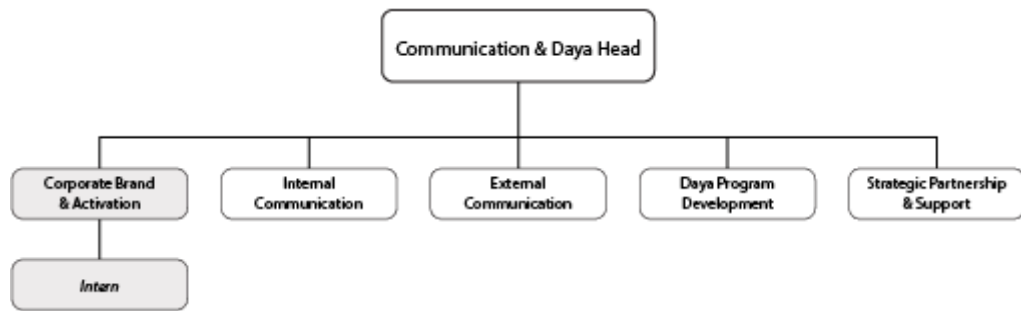 Communication & Daya Head
Corporate Brand
& Activation
Internal
Communication
External
Communication
Daya Program
Development
Strategic Partnership
& Support
Intern